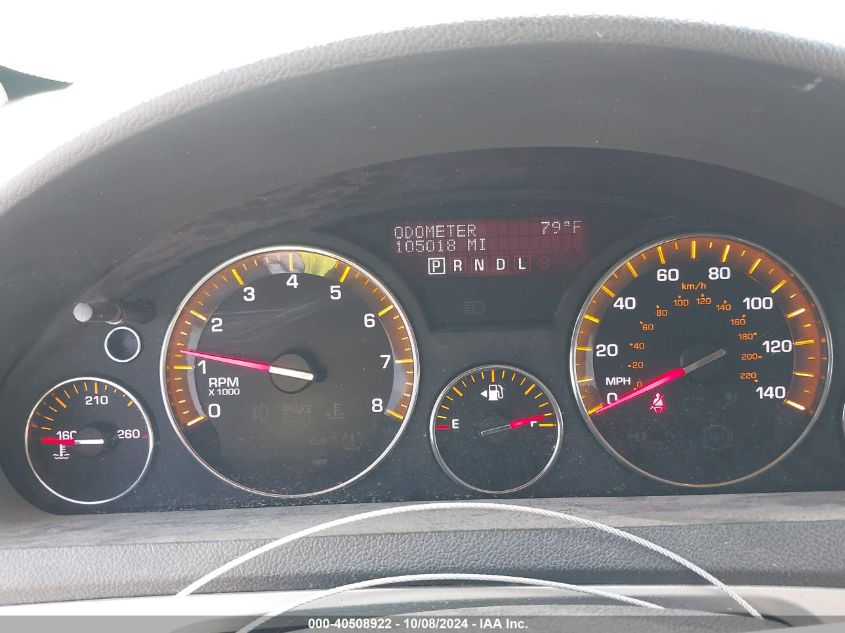 ODOMETER 79°F
105018 MI
P R N D L
0 1 2 3 4 5 6 7 8
RPM
X 1000
BRAKE
160 210 260
E F
0 20 40 60 80 100 120 140
MPH
km/h
0 20 40 60 80 100 120 140 160 180 200 220
000-40508922 - 10/08/2024 - IAA Inc.